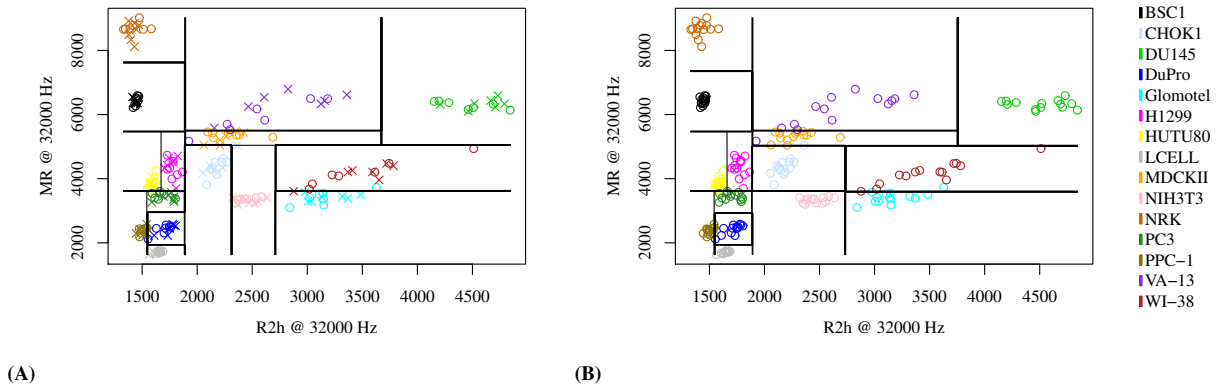 8000
6000
4000
2000
MR @ 32000 Hz
1500 2000 2500 3000 3500 4000 4500
R2h @ 32000 Hz
(A)
8000
6000
4000
2000
MR @ 32000 Hz
1500 2000 2500 3000 3500 4000 4500
R2h @ 32000 Hz
(B)
BSC1
CHOK1
DU145
DuPro
Glomotel
H1299
HUTU80
LCELL
MDCKII
NIH3T3
NRK
PC3
PPC−1
VA−13
WI−38